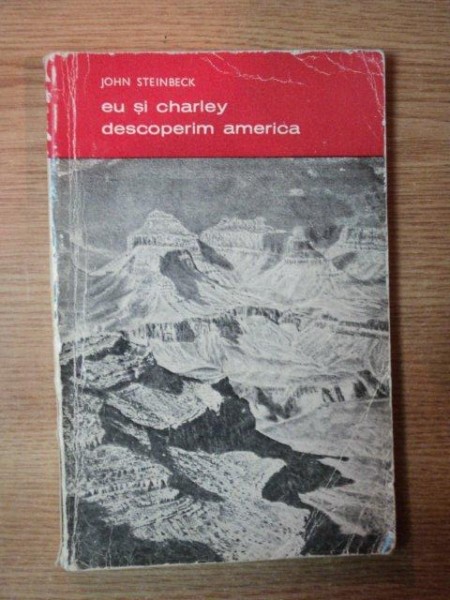 JOHN STEINBECK
eu și charley
descoperim america